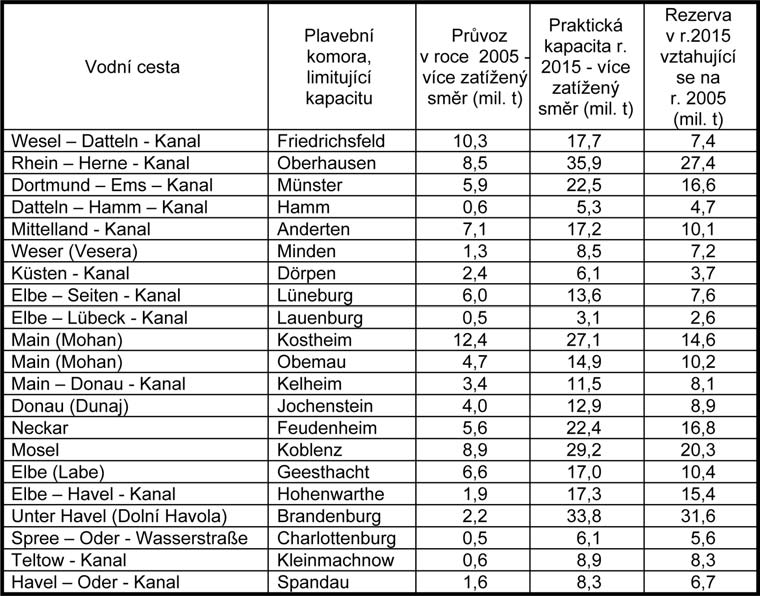 Vodní cesta
Plavební
komora,
limitující
kapacitu
Průvoz
v roce 2005 -
více zatížený
směr (mil. t)
Praktická
kapacita r.
2015 - více
zatížený
směr (mil. t)
Rezerva
v r.2015
vztahující
se na
r. 2005
(mil. t)
Wesel – Datteln - Kanal Friedrichsfeld 10,3 17,7 7,4
Rhein – Herne - Kanal Oberhausen 8,5 35,9 27,4
Dortmund – Ems – Kanal Münster 5,9 22,5 16,6
Datteln – Hamm – Kanal Hamm 0,6 5,3 4,7
Mittelland - Kanal Anderten 7,1 17,2 10,1
Weser (Vesera) Minden 1,3 8,5 7,2
Küsten - Kanal Dörpen 2,4 6,1 3,7
Elbe – Seiten - Kanal Lüneburg 6,0 13,6 7,6
Elbe – Lübeck - Kanal Lauenburg 0,5 3,1 2,6
Main (Mohan) Kostheim 12,4 27,1 14,6
Main (Mohan) Obernau 4,7 14,9 10,2
Main – Donau - Kanal Kelheim 3,4 11,5 8,1
Donau (Dunaj) Jochenstein 4,0 12,9 8,9
Neckar Feudenheim 5,6 22,4 16,8
Mosel Koblenz 8,9 29,2 20,3
Elbe (Labe) Geesthacht 6,6 17,0 10,4
Elbe – Havel - Kanal Hohenwarthe 1,9 17,3 15,4
Unter Havel (Dolní Havola) Brandenburg 2,2 33,8 31,6
Spree – Oder - Wasserstraße Charlottenburg 0,5 6,1 5,6
Teltow - Kanal Kleinmachnow 0,6 8,9 8,3
Havel – Oder - Kanal Spandau 1,6 8,3 6,7